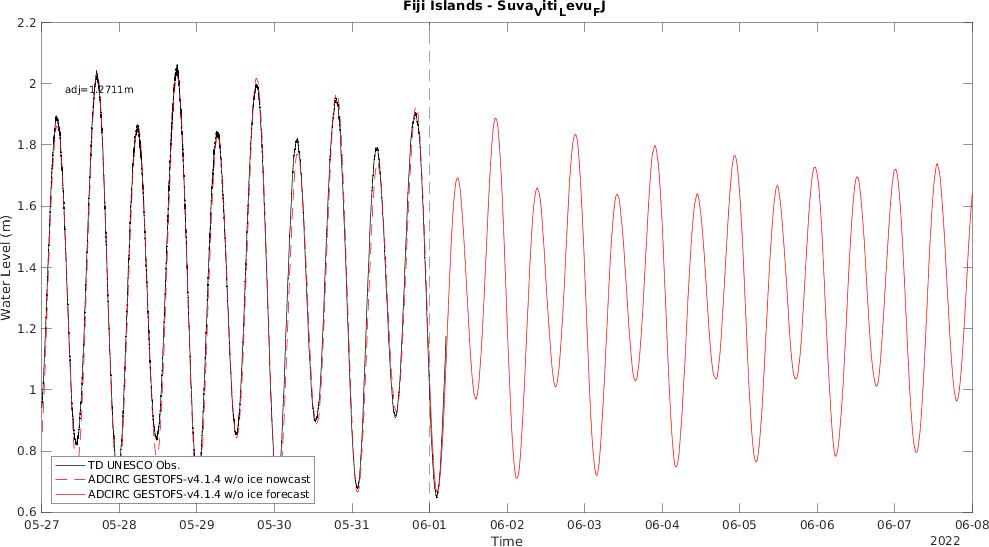 Fiji Islands - Suva_Viti_Levu_FJ
2.2
2
1.8
1.6
1.4
1.2
1
0.8
0.6
Water Level (m)
adj=1.2711m
TD UNESCO Obs.
ADCIRC GESTOFS-v4.1.4 w/o ice nowcast
ADCIRC GESTOFS-v4.1.4 w/o ice forecast
05-27 05-28 05-29 05-30 05-31 06-01 06-02 06-03 06-04 06-05 06-06 06-07 06-08
Time
2022